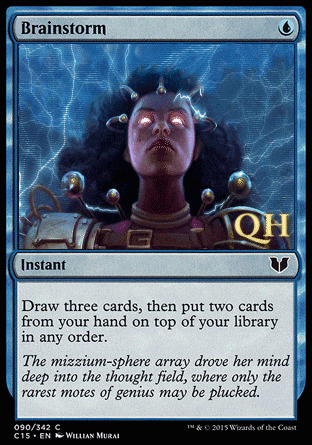 Brainstorm
QH
Instant
Draw three cards, then put two cards
from your hand on top of your library
in any order.
The mizzium-sphere array drove her mind
deep into the thought field, where only the
rarest motes of genius may be plucked.
090/342 C
C15 • EN Willian Murai
™ & © 2015 Wizards of the Coast